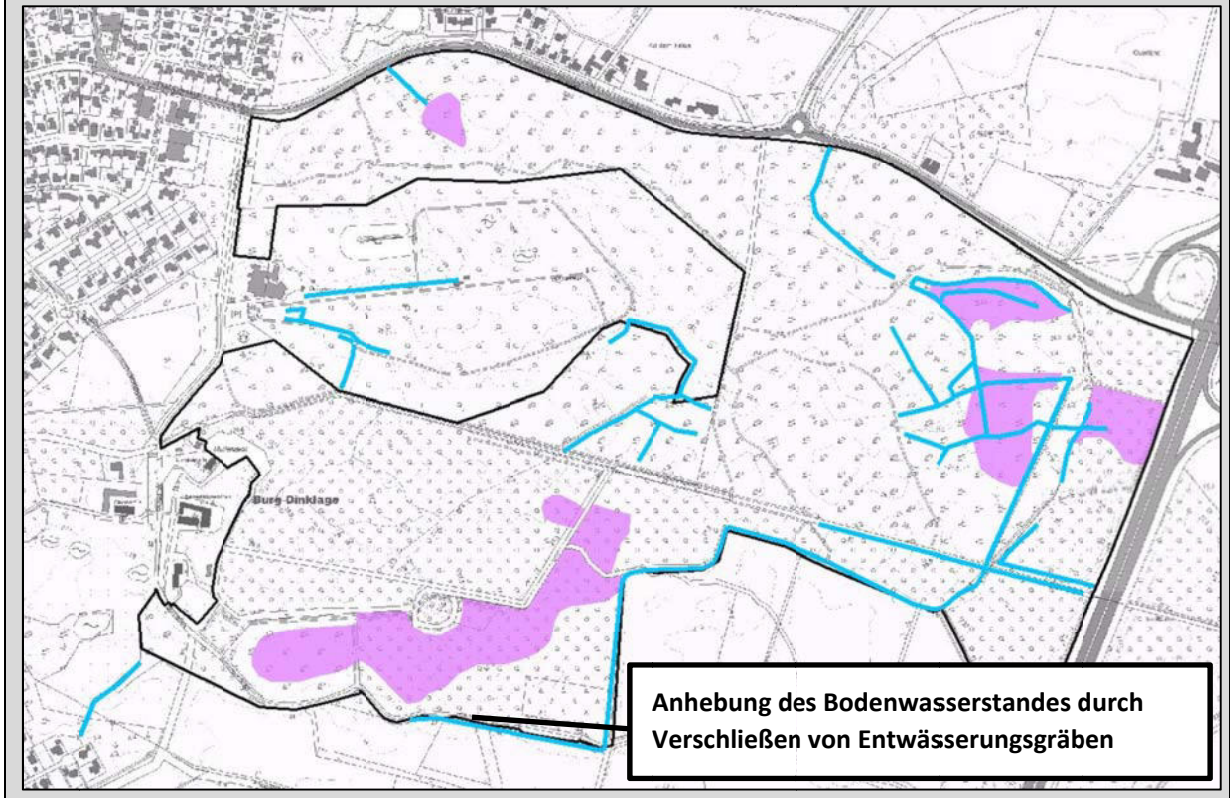 Burg Dinklage
Anhebung des Bodenwasserstandes durch
Verschließen von Entwässerungsgräben